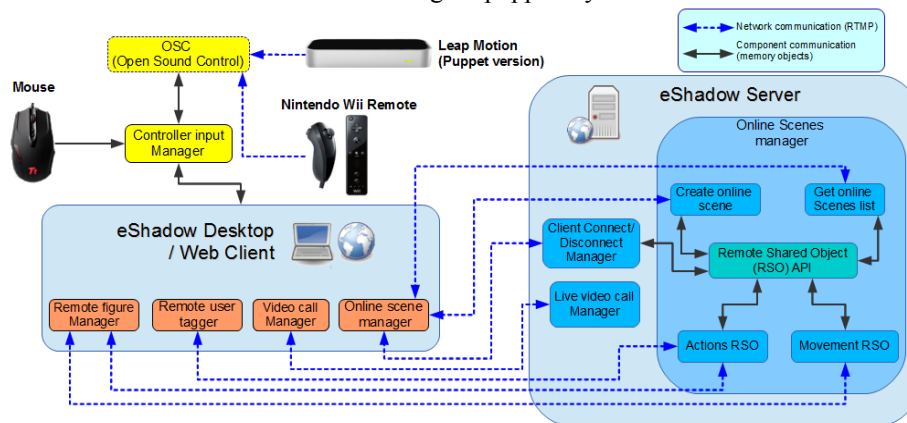 Network communication (RTMP)
Component communication
(memory objects)
OSC
(Open Sound Control)
Leap Motion
(Puppet version)
Mouse
Nintendo Wii Remote
Controller input
Manager
eShadow Server
Online Scenes
manager
Create online
scene
Get online
Scenes list
eShadow Desktop
/ Web Client
Client Connect/
Disconnect
Manager
Remote Shared Object
(RSO) API
Live video call
Manager
Remote figure
Manager
Remote user
tagger
Video call
Manager
Online scene
manager
Actions RSO
Movement RSO